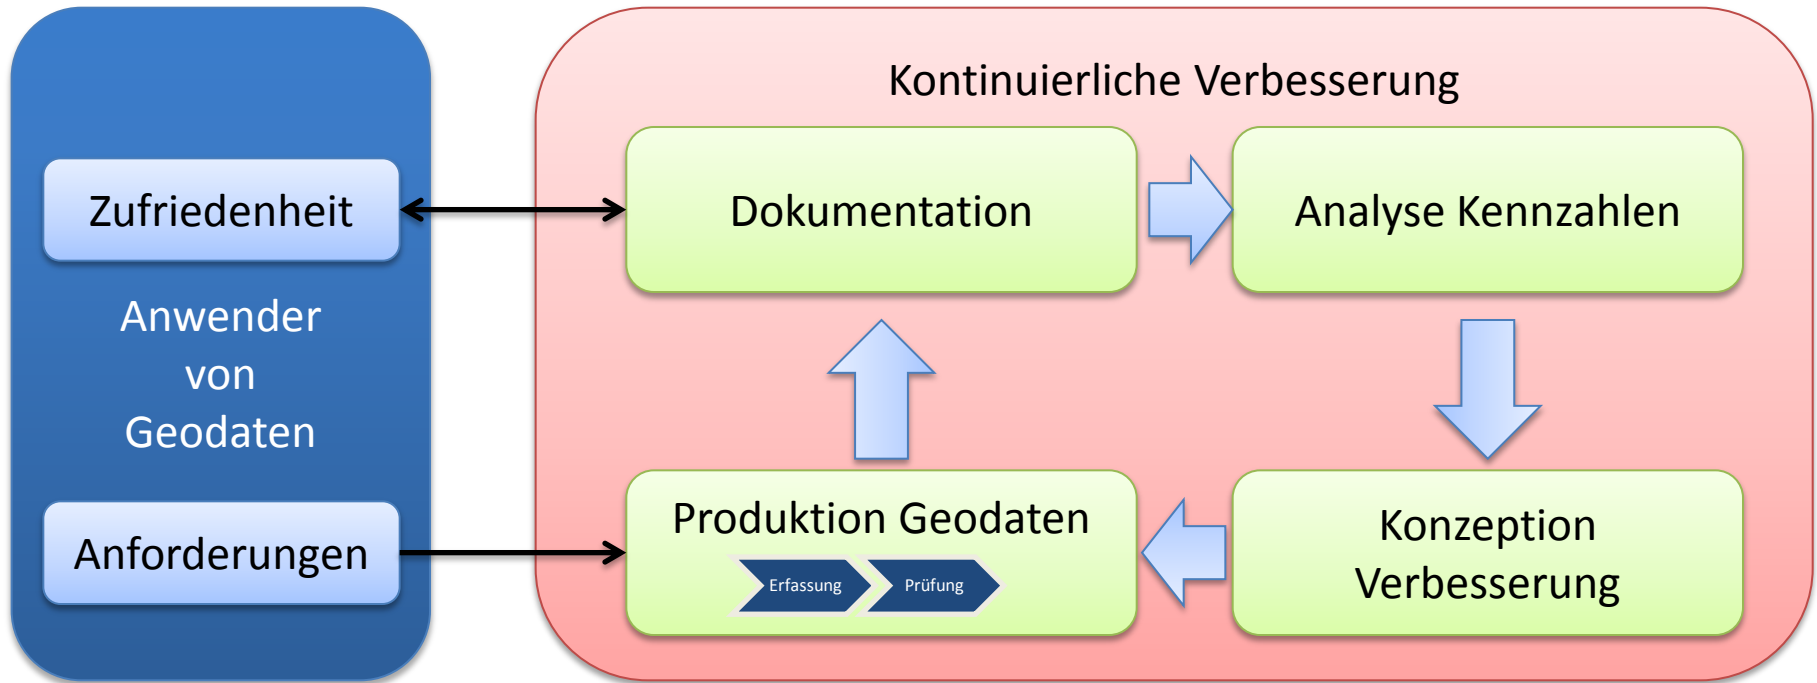 Zufriedenheit
Anwender
von
Geodaten
Anforderungen
Kontinuierliche Verbesserung
Dokumentation
Analyse Kennzahlen
Produktion Geodaten
Erfassung
Prüfung
Konzeption
Verbesserung